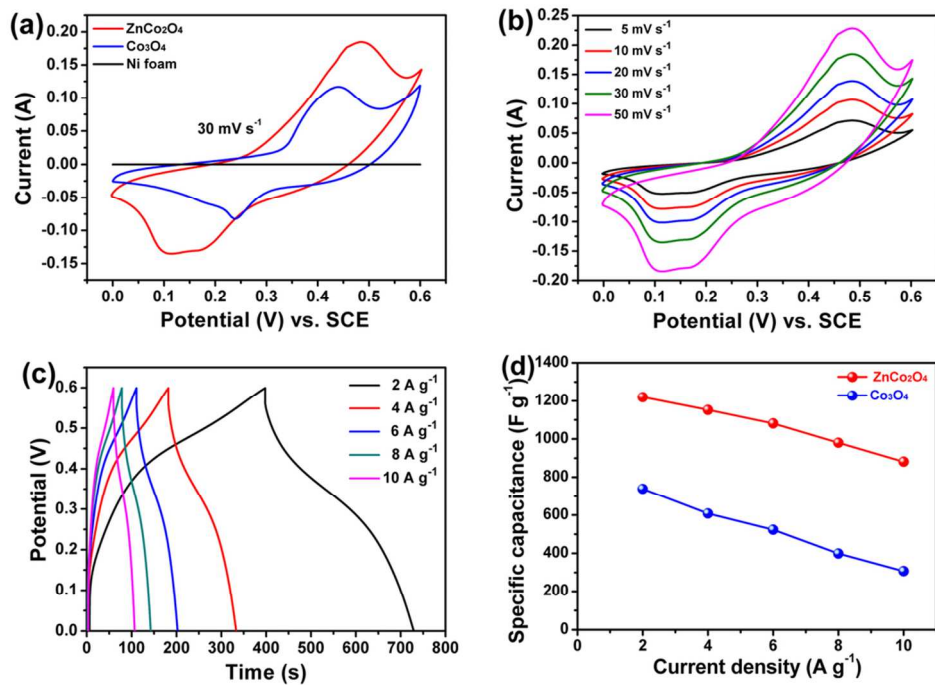 (a)
ZnCo₂O₄
Co₃O₄
Ni foam
30 mV s⁻¹
0.20
0.15
0.10
0.05
0.00
-0.05
-0.10
-0.15
Current (A)
0.0 0.1 0.2 0.3 0.4 0.5 0.6
Potential (V) vs. SCE
(b)
5 mV s⁻¹
10 mV s⁻¹
20 mV s⁻¹
30 mV s⁻¹
50 mV s⁻¹
0.25
0.20
0.15
0.10
0.05
0.00
-0.05
-0.10
-0.15
-0.20
Current (A)
0.0 0.1 0.2 0.3 0.4 0.5 0.6
Potential (V) vs. SCE
(c)
2 A g⁻¹
4 A g⁻¹
6 A g⁻¹
8 A g⁻¹
10 A g⁻¹
0.6
0.5
0.4
0.3
0.2
0.1
0.0
Potential (V)
0 100 200 300 400 500 600 700 800
Time (s)
(d)
ZnCo₂O₄
Co₃O₄
1400
1200
1000
800
600
400
200
0
Specific capacitance (F g⁻¹)
0 2 4 6 8 10
Current density (A g⁻¹)